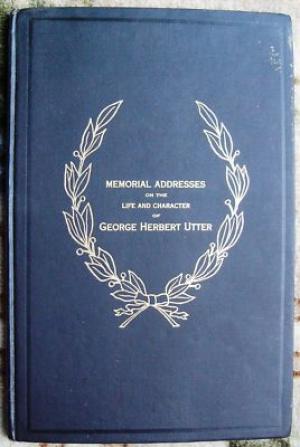 MEMORIAL ADDRESSES
ON THE
LIFE AND CHARACTER
OF
GEORGE HERBERT UTTER